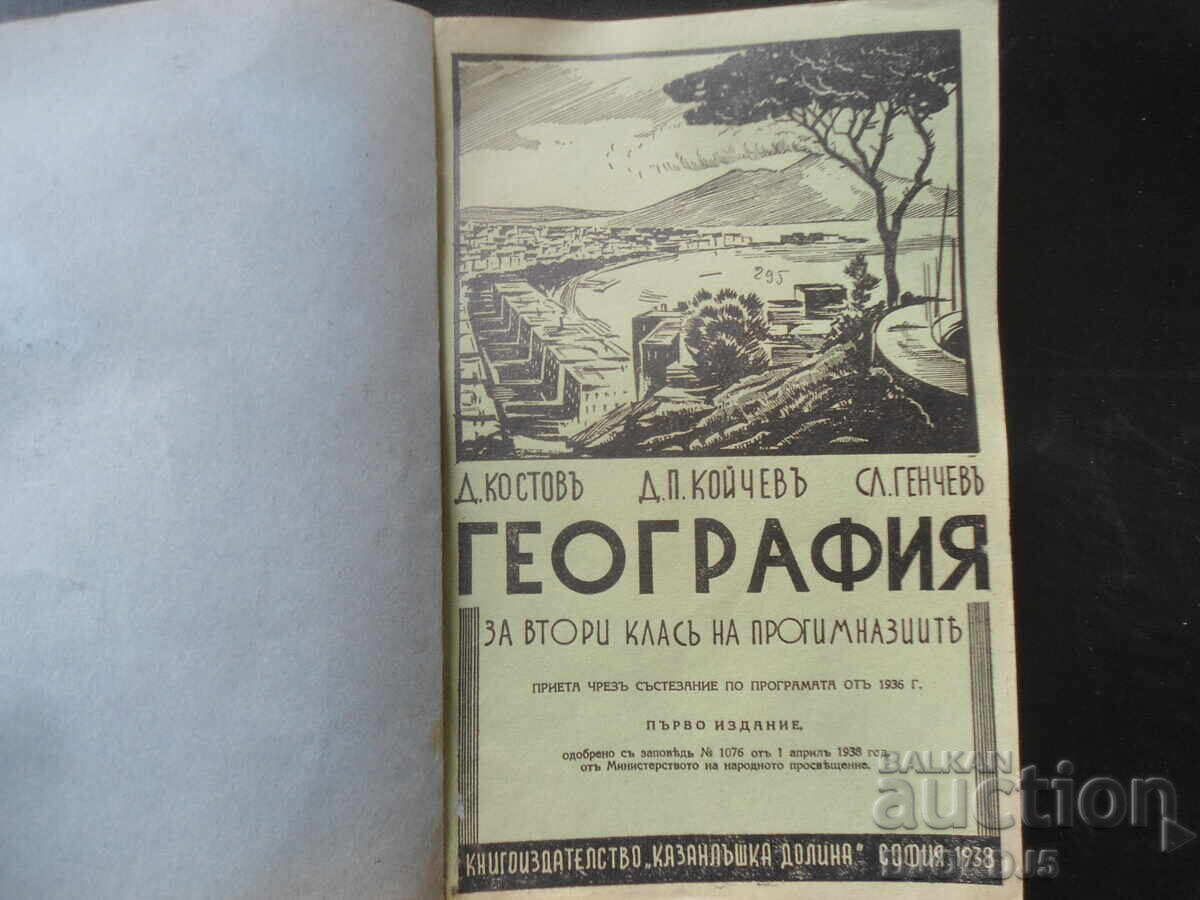 295
Д. КОСТОВЪ Д. П. КОЙЧЕВЪ СЛ. ГЕНЧЕВЪ
ГЕОГРАФИЯ
ЗА ВТОРИ КЛАСЪ НА ПРОГИМНАЗИИТѢ
ПРИЕТА ЧРЕЗЪ СЪСТЕЗАНИЕ ПО ПРОГРАМАТА ОТЪ 1936 Г.
ПЪРВО ИЗДАНИЕ,
одобрено съ заповѣдь № 1076 отъ 1 априлъ 1938 год.
отъ Министерството на народното просвѣщение.
BALKAN
auction
КНИГОИЗДАТЕЛСТВО „КАЗАНЛЪШКА ДОЛИНА" СОФИЯ, 1938